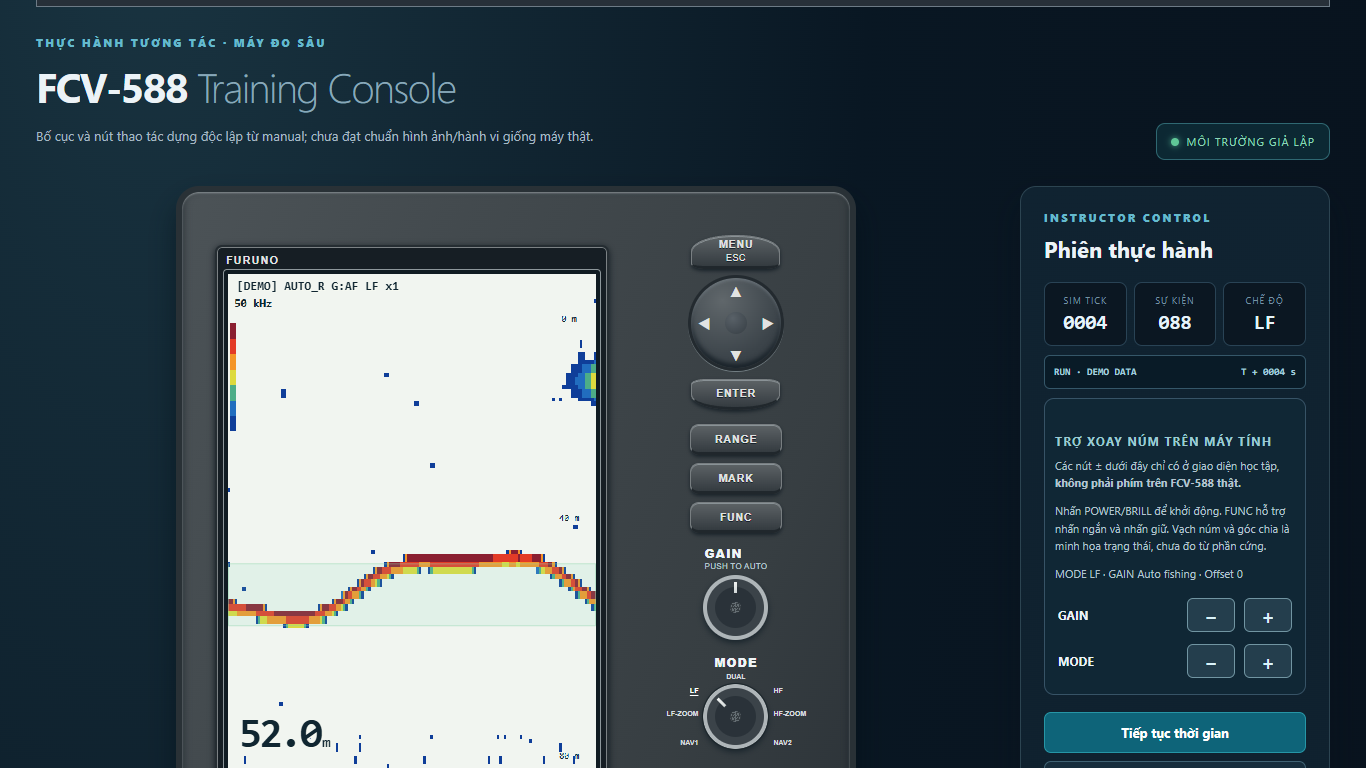 THỰC HÀNH TƯƠNG TÁC · MÁY ĐO SÂU
FCV-588 Training Console
Bố cục và nút thao tác dựng độc lập từ manual; chưa đạt chuẩn hình ảnh/hành vi giống máy thật.
MÔI TRƯỜNG GIẢ LẬP
FURUNO
[DEMO] AUTO_R G:AF LF x1
50 kHz
0 m
40 m
52.0m
80 m
MENU
ESC
ENTER
RANGE
MARK
FUNC
GAIN
PUSH TO AUTO
MODE
DUAL
LF
HF
LF-ZOOM
HF-ZOOM
NAV1
NAV2
INSTRUCTOR CONTROL
Phiên thực hành
SIM TICK
0004
SỰ KIỆN
088
CHẾ ĐỘ
LF
RUN · DEMO DATA
T + 0004 s
TRỢ XOAY NÚM TRÊN MÁY TÍNH
Các nút ± dưới đây chỉ có ở giao diện học tập,
không phải phím trên FCV-588 thật.
Nhấn POWER/BRILL để khởi động. FUNC hỗ trợ
nhấn ngắn và nhấn giữ. Vạch núm và góc chia là
minh họa trạng thái, chưa đo từ phần cứng.
MODE LF · GAIN Auto fishing · Offset 0
GAIN
−
+
MODE
−
+
Tiếp tục thời gian